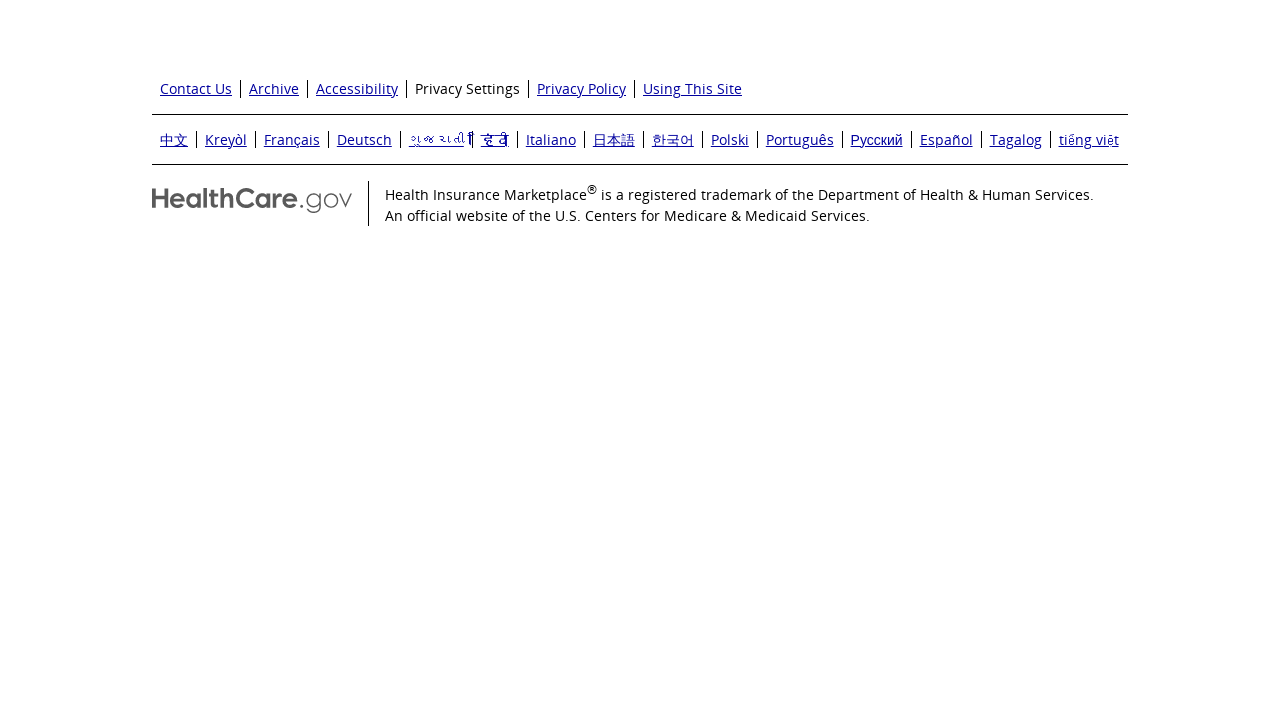 Contact Us | Archive | Accessibility | Privacy Settings | Privacy Policy | Using This Site
中文 | Kreyòl | Français | Deutsch | ગુજરાતી | हिंदी | Italiano | 日本語 | 한국어 | Polski | Português | Русский | Español | Tagalog | tiếng việt
HealthCare.gov
Health Insurance Marketplace® is a registered trademark of the Department of Health & Human Services.
An official website of the U.S. Centers for Medicare & Medicaid Services.